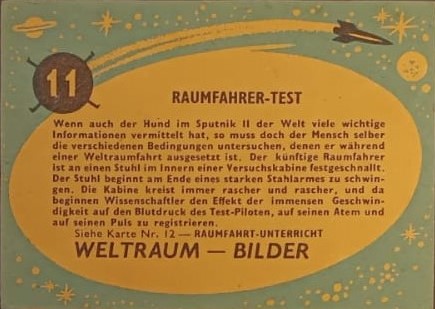 11
RAUMFAHRER-TEST
Wenn auch der Hund im Sputnik II der Welt viele wichtige
Informationen vermittelt hat, so muss doch der Mensch selber
die verschiedenen Bedingungen untersuchen, denen er während
einer Weltraumfahrt ausgesetzt ist. Der künftige Raumfahrer
ist an einen Stuhl im Innern einer Versuchskabine festgeschnallt.
Der Stuhl beginnt am Ende eines starken Stahlarmes zu schwin-
gen. Die Kabine kreist immer rascher und rascher, und da
beginnen Wissenschaftler den Effekt der immensen Geschwin-
digkeit auf den Blutdruck des Test-Piloten, auf seinen Atem und
auf seinen Puls zu registrieren.
Siehe Karte Nr. 12 — RAUMFAHRT-UNTERRICHT
WELTRAUM — BILDER